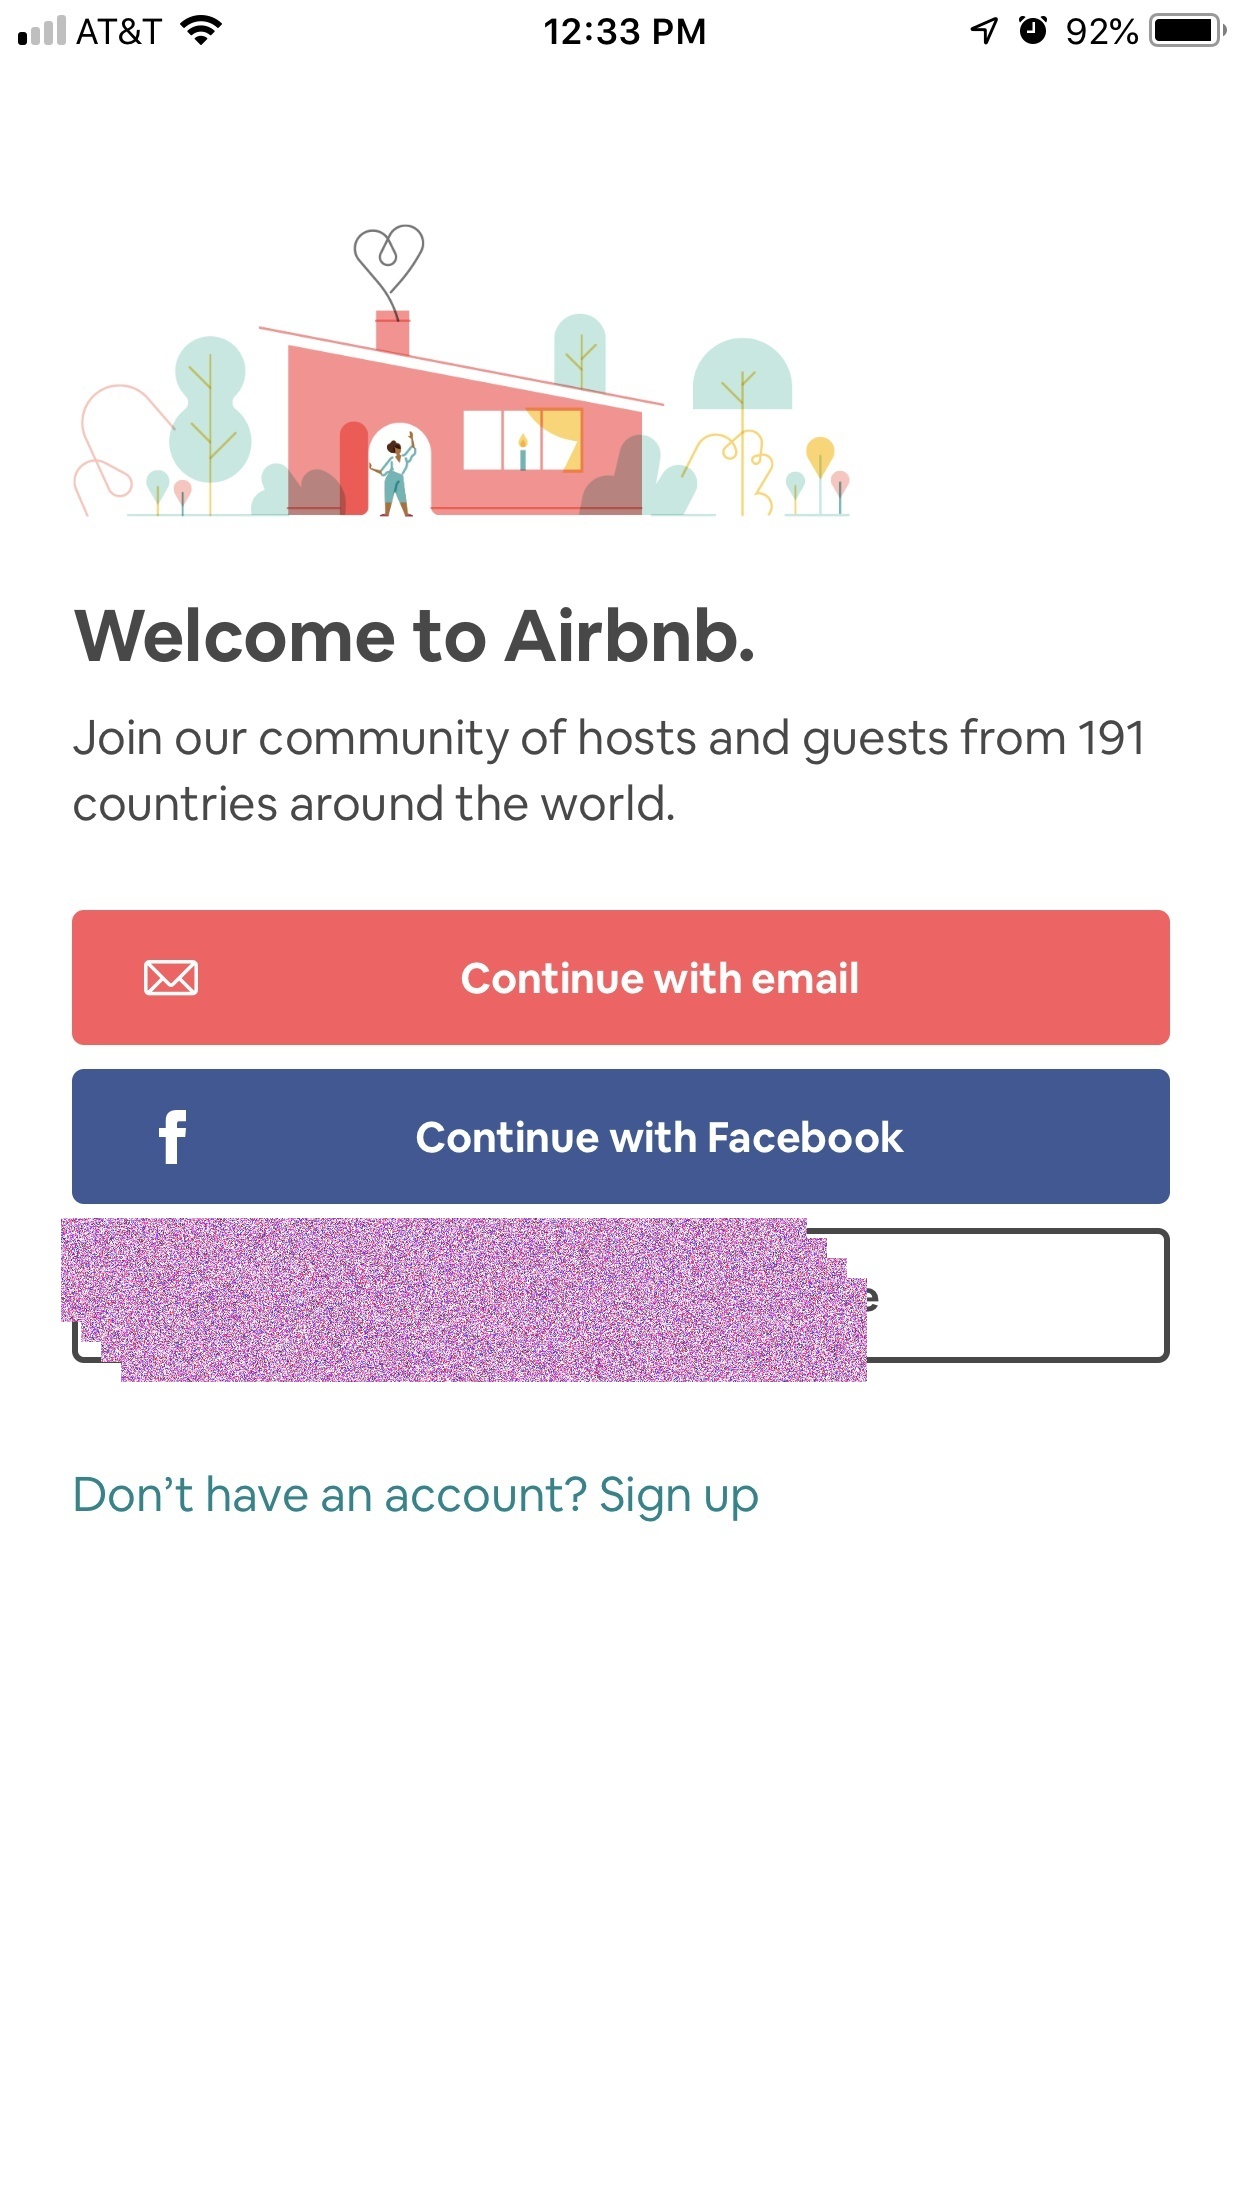 AT&T 12:33 PM 92%
Welcome to Airbnb.
Join our community of hosts and guests from 191
countries around the world.
Continue with email
f Continue with Facebook
Don't have an account? Sign up